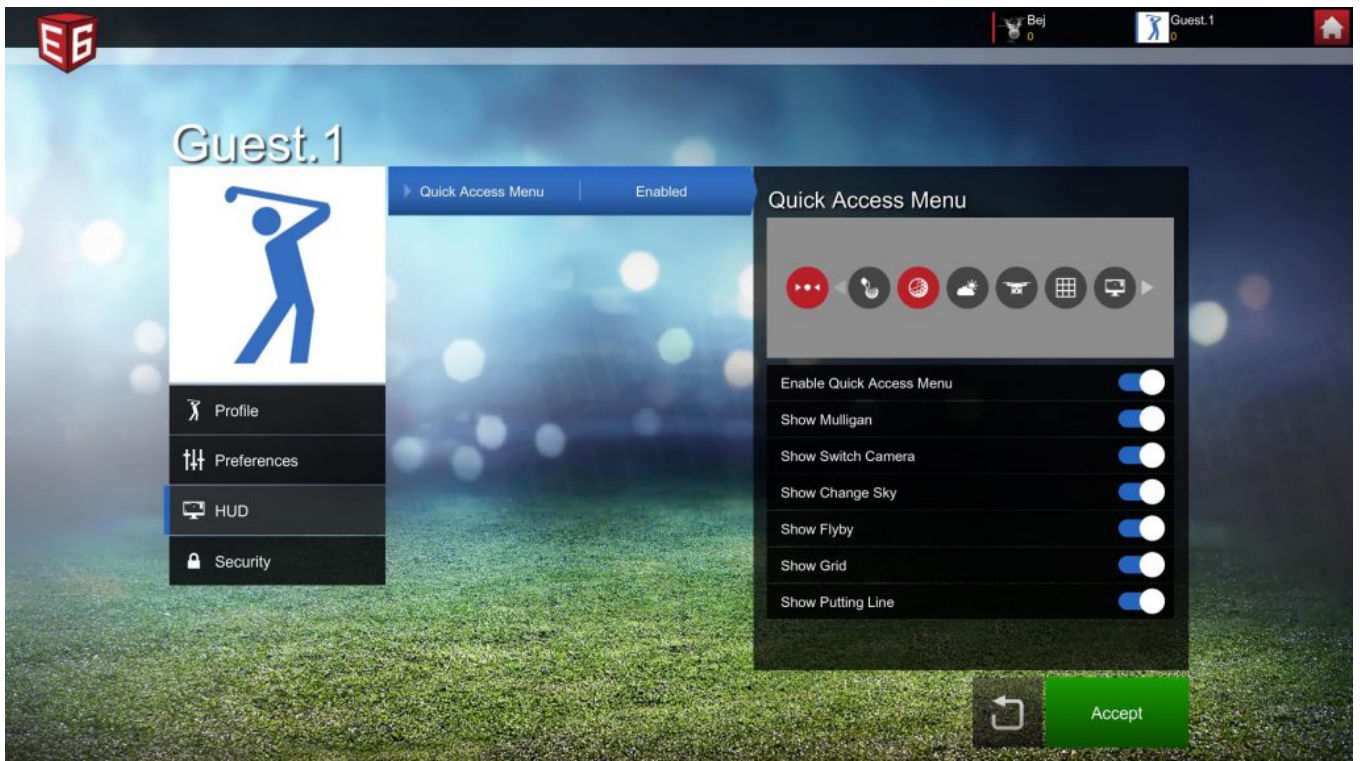 E6
Bej
0
Guest.1
0
Guest.1
Quick Access Menu
Enabled
Quick Access Menu
Profile
Preferences
HUD
Security
Enable Quick Access Menu
Show Mulligan
Show Switch Camera
Show Change Sky
Show Flyby
Show Grid
Show Putting Line
Accept